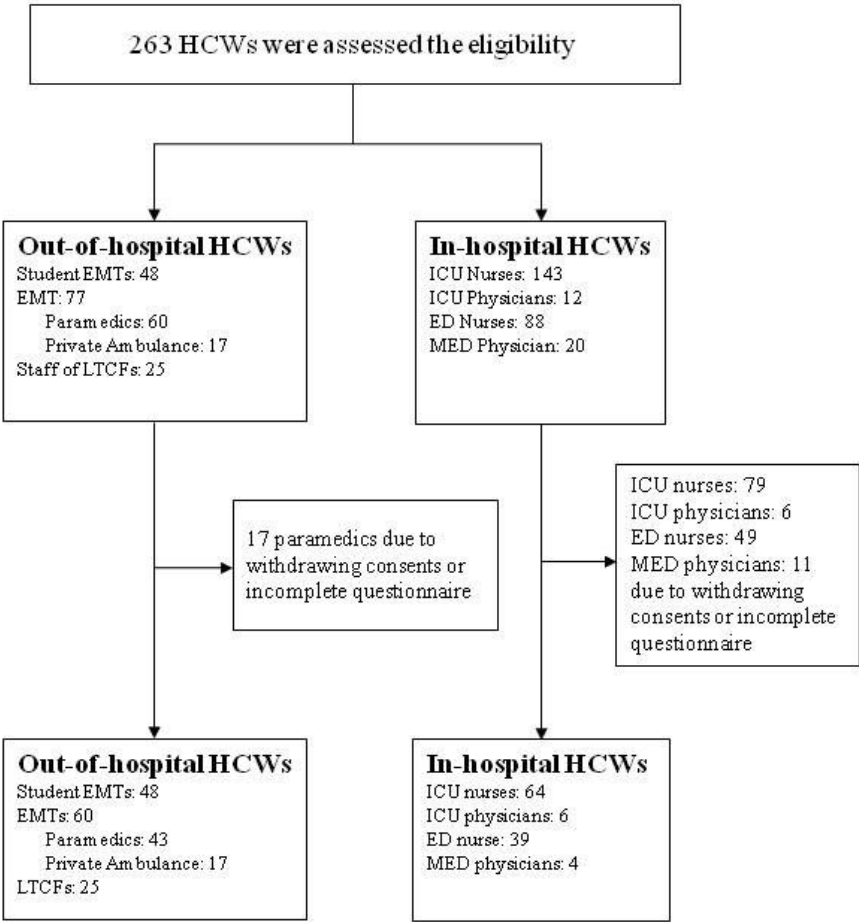 263 HCWs were assessed the eligibility
Out-of-hospital HCWs
Student EMTs: 48
EMT: 77
Paramedics: 60
Private Ambulance: 17
Staff of LTCFs: 25
In-hospital HCWs
ICU Nurses: 143
ICU Physicians: 12
ED Nurses: 88
MED Physician: 20
17 paramedics due to
withdrawing consents or
incomplete questionnaire
ICU nurses: 79
ICU physicians: 6
ED nurses: 49
MED physicians: 11
due to withdrawing
consents or incomplete
questionnaire
Out-of-hospital HCWs
Student EMTs: 48
EMTs: 60
Paramedics: 43
Private Ambulance: 17
LTCFs: 25
In-hospital HCWs
ICU nurses: 64
ICU physicians: 6
ED nurse: 39
MED physicians: 4